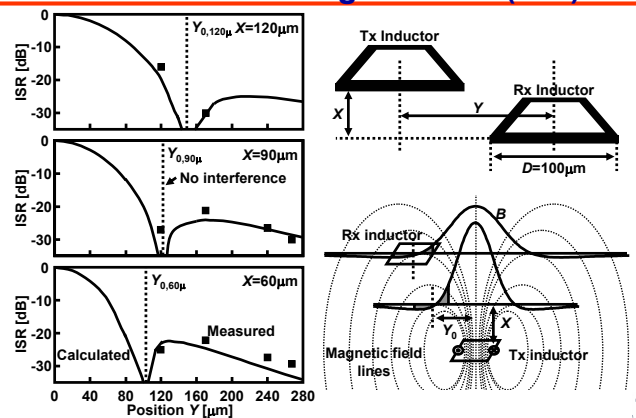 0
-10
-20
-30
ISR [dB]
Y0,120μ X=120μm
0
-10
-20
-30
ISR [dB]
Y0,90μ X=90μm
No interference
0
-10
-20
-30
ISR [dB]
Y0,60μ X=60μm
Measured
Calculated
0 40 80 120 160 200 240 280
Position Y [μm]
Tx Inductor
Rx Inductor
X
Y
D=100μm
B
Rx inductor
Y0
X
Magnetic field
lines
Tx inductor